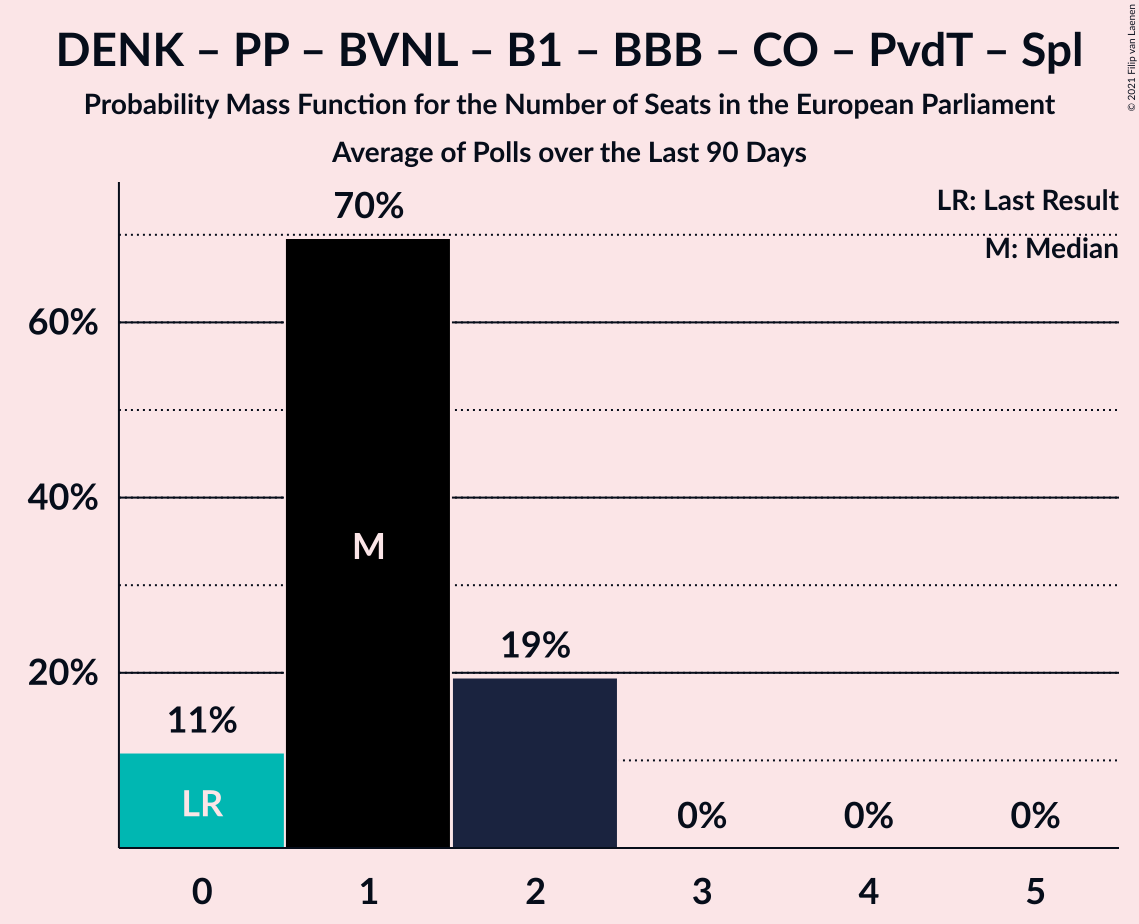 DENK – PP – BVNL – B1 – BBB – CO – PvdT – Spl
Probability Mass Function for the Number of Seats in the European Parliament
Average of Polls over the Last 90 Days
© 2021 Filip van Laenen
LR: Last Result
M: Median
70%
60%
40%
M
19%
20%
11%
LR
0%
0%
0%
0
1
2
3
4
5